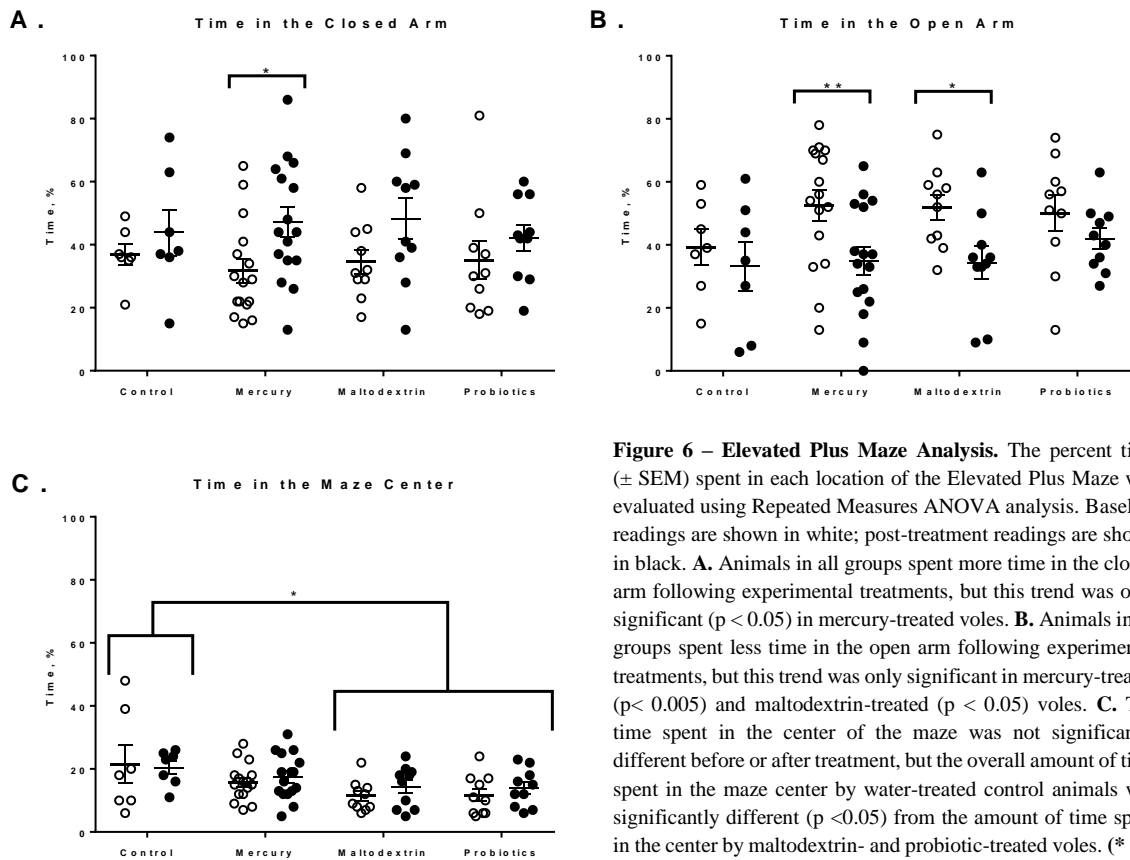 A.
Time in the Closed Arm
100
80
60
40
20
0
Time, %
*
Control
Mercury
Maltodextrin
Probiotics
B.
Time in the Open Arm
100
80
60
40
20
0
Time, %
**
*
Control
Mercury
Maltodextrin
Probiotics
C.
Time in the Maze Center
100
80
60
40
20
0
Time, %
*
Control
Mercury
Maltodextrin
Probiotics
Figure 6 – Elevated Plus Maze Analysis. The percent ti
(± SEM) spent in each location of the Elevated Plus Maze w
evaluated using Repeated Measures ANOVA analysis. Basel
readings are shown in white; post-treatment readings are sho
in black. A. Animals in all groups spent more time in the clo
arm following experimental treatments, but this trend was o
significant (p < 0.05) in mercury-treated voles. B. Animals in
groups spent less time in the open arm following experimen
treatments, but this trend was only significant in mercury-trea
(p< 0.005) and maltodextrin-treated (p < 0.05) voles. C. T
time spent in the center of the maze was not significan
different before or after treatment, but the overall amount of ti
spent in the maze center by water-treated control animals w
significantly different (p <0.05) from the amount of time sp
in the center by maltodextrin- and probiotic-treated voles. (*